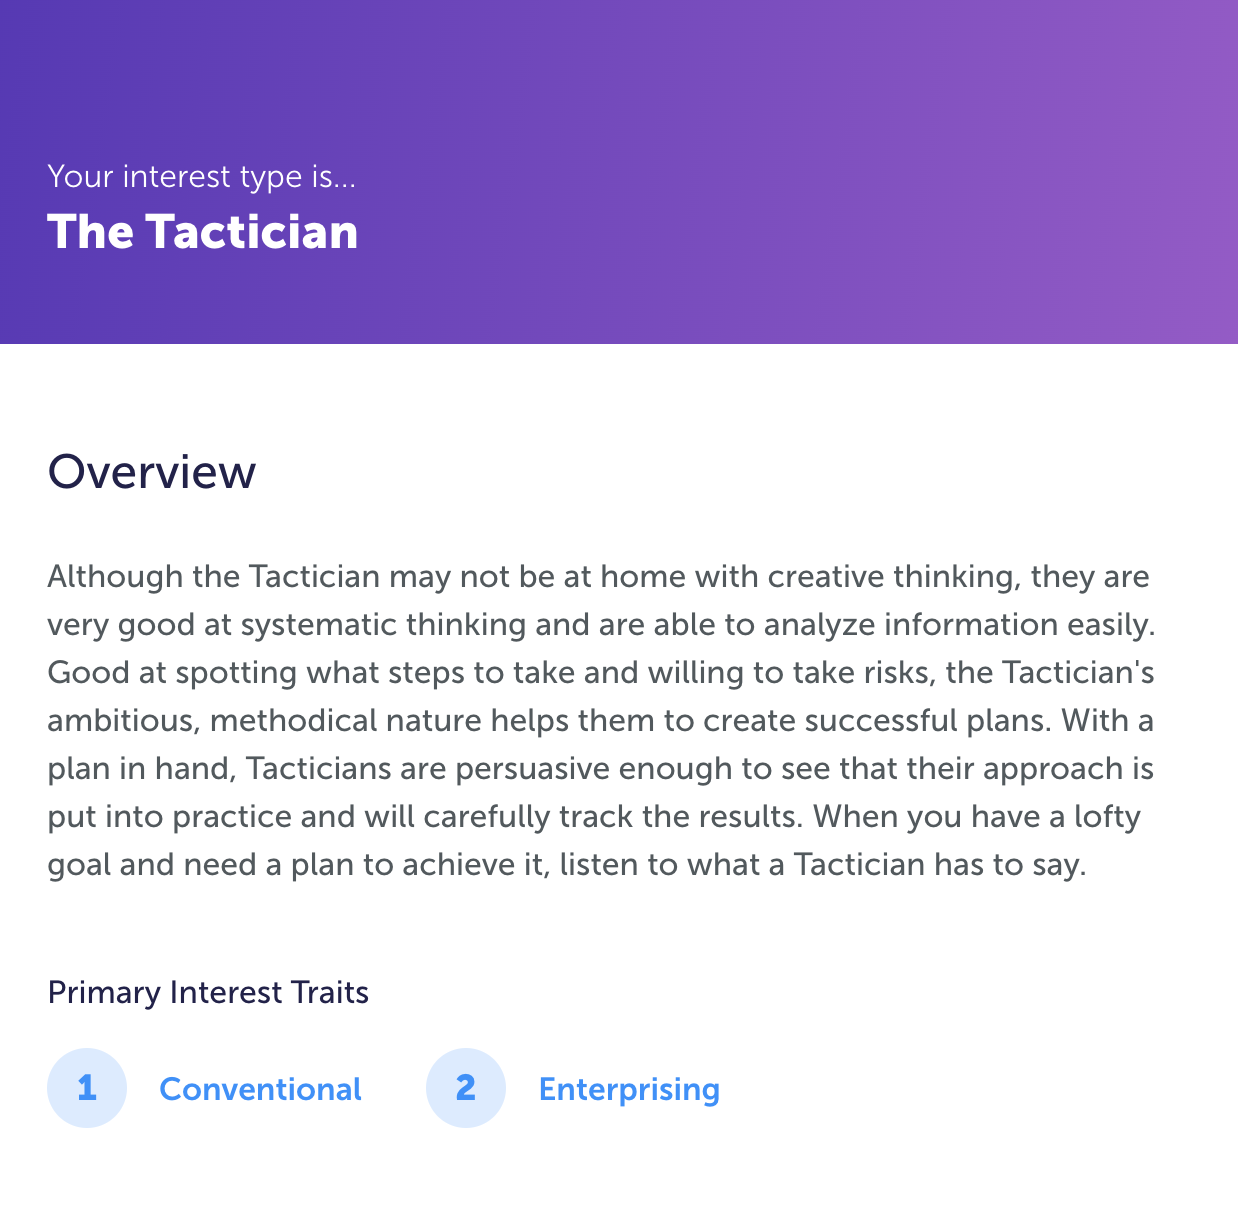 Your interest type is...
The Tactician
Overview
Although the Tactician may not be at home with creative thinking, they are
very good at systematic thinking and are able to analyze information easily.
Good at spotting what steps to take and willing to take risks, the Tactician's
ambitious, methodical nature helps them to create successful plans. With a
plan in hand, Tacticians are persuasive enough to see that their approach is
put into practice and will carefully track the results. When you have a lofty
goal and need a plan to achieve it, listen to what a Tactician has to say.
Primary Interest Traits
1 Conventional 2 Enterprising